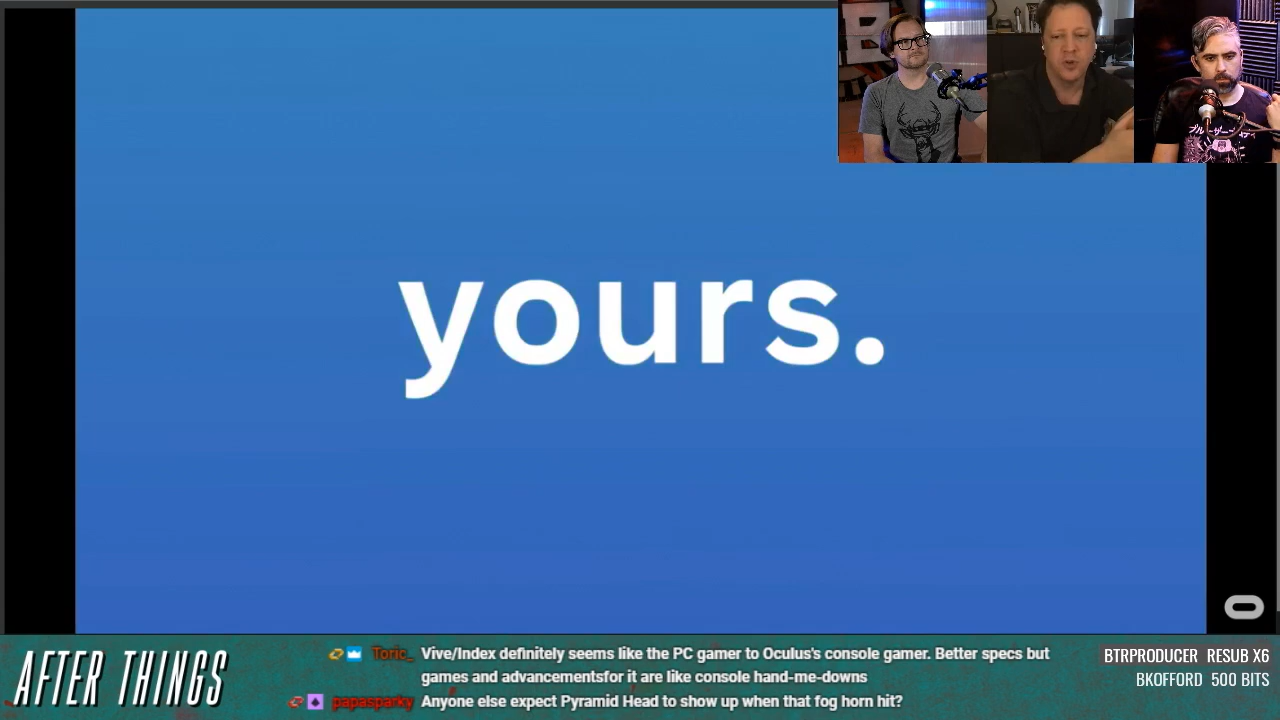 yours.
AFTER THINGS
Toric_ Vive/Index definitely seems like the PC gamer to Oculus's console gamer. Better specs but
games and advancementsfor it are like console hand-me-downs
papasparky Anyone else expect Pyramid Head to show up when that fog horn hit?
BTRPRODUCER RESUB X6
BKOFFORD 500 BITS